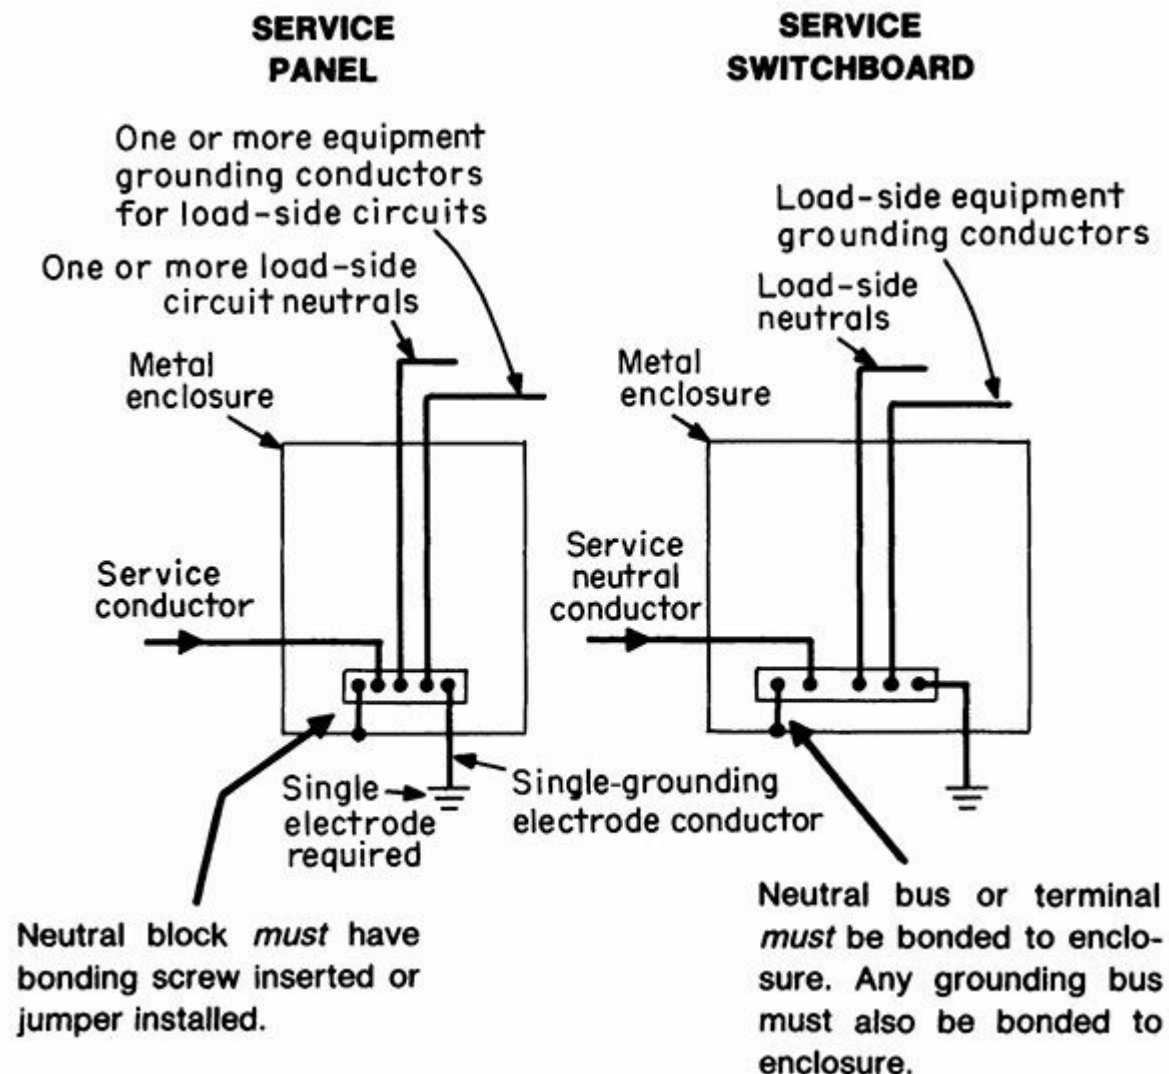 SERVICE
PANEL
One or more equipment
grounding conductors
for load-side circuits
One or more load-side
circuit neutrals
Metal
enclosure
Service
conductor
Single
electrode
required
Single-grounding
electrode conductor
Neutral block must have
bonding screw inserted or
jumper installed.
SERVICE
SWITCHBOARD
Load-side equipment
grounding conductors
Load-side
neutrals
Metal
enclosure
Service
neutral
conductor
Neutral bus or terminal
must be bonded to enclo-
sure. Any grounding bus
must also be bonded to
enclosure.